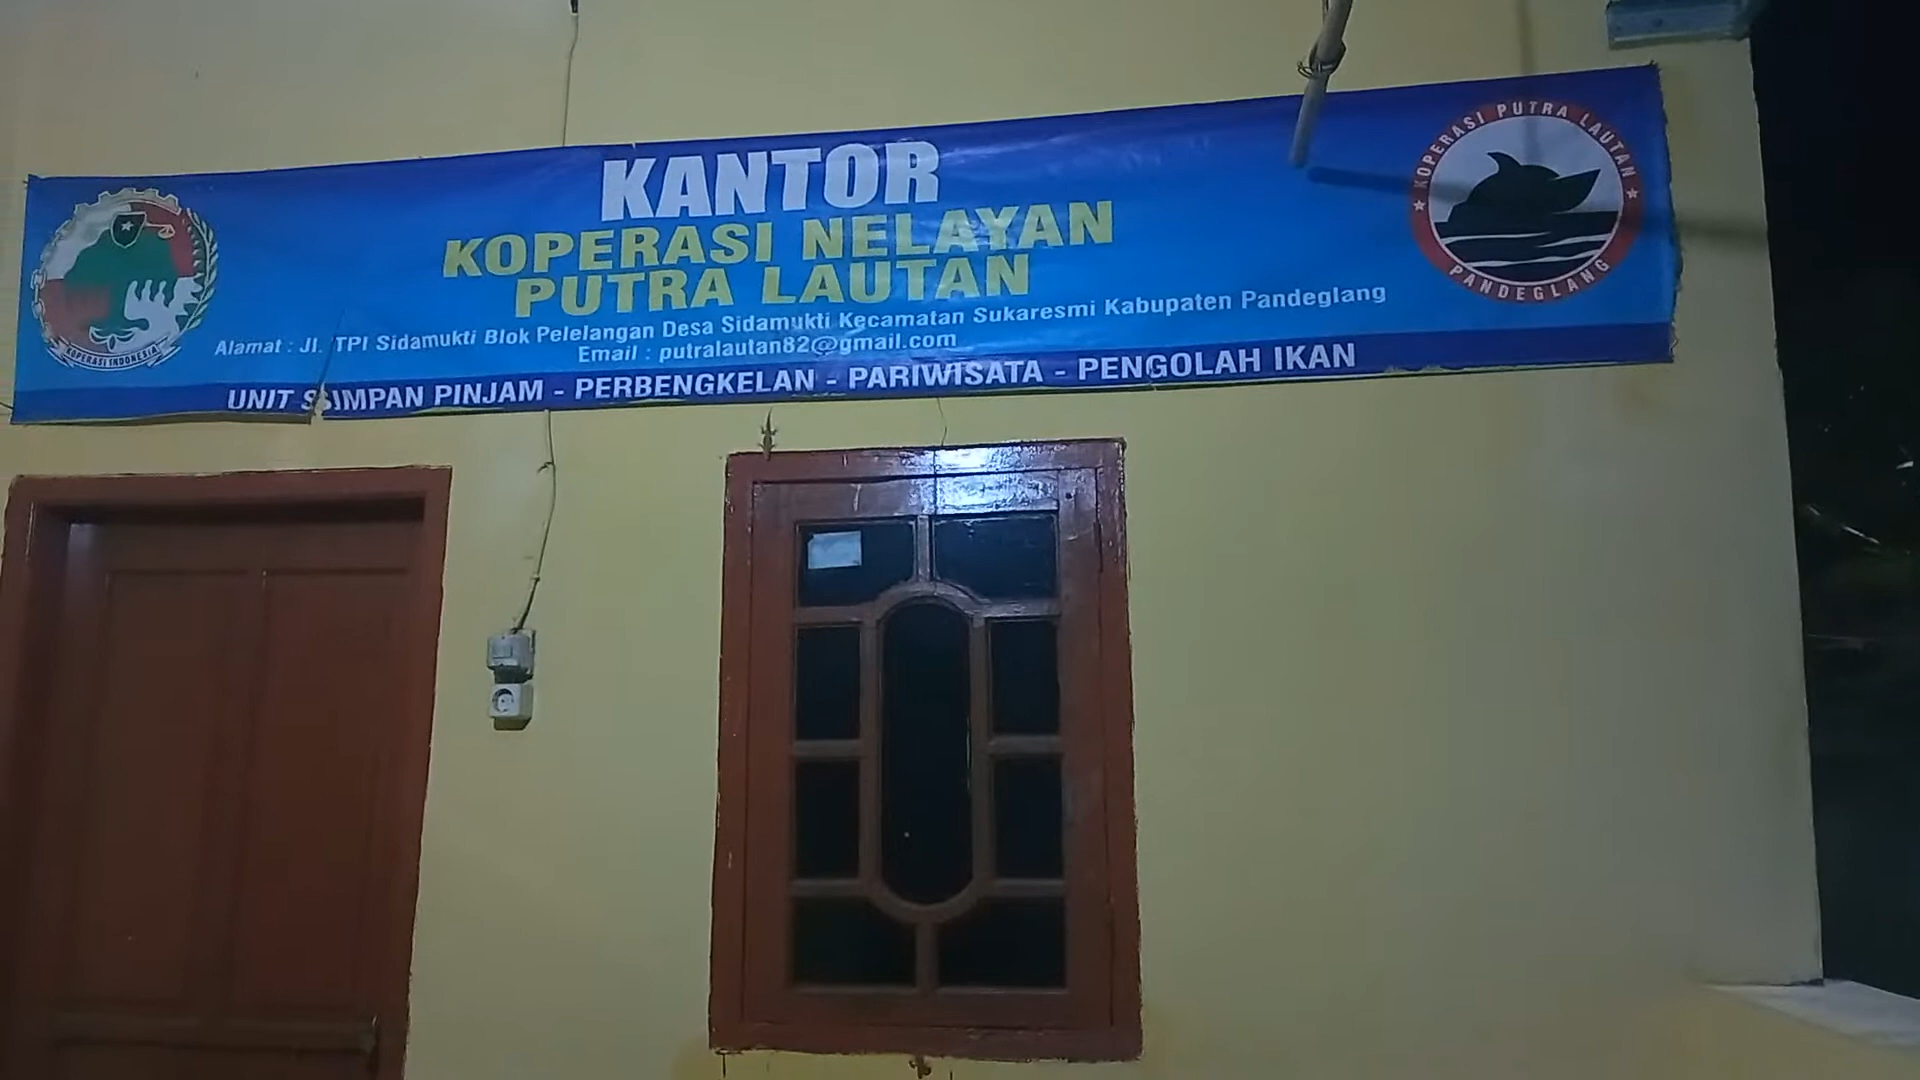 KANTOR
KOPERASI NELAYAN
PUTRA LAUTAN
Alamat : Jl. TPI Sidamukti Blok Pelelangan Desa Sidamukti Kecamatan Sukaresmi Kabupaten Pandeglang
Email : putralautan82@gmail.com
UNIT SIMPAN PINJAM - PERBENGKELAN - PARIWISATA - PENGOLAH IKAN
KOPERASI INDONESIA
KOPERASI PUTRA LAUTAN
PANDEGLANG